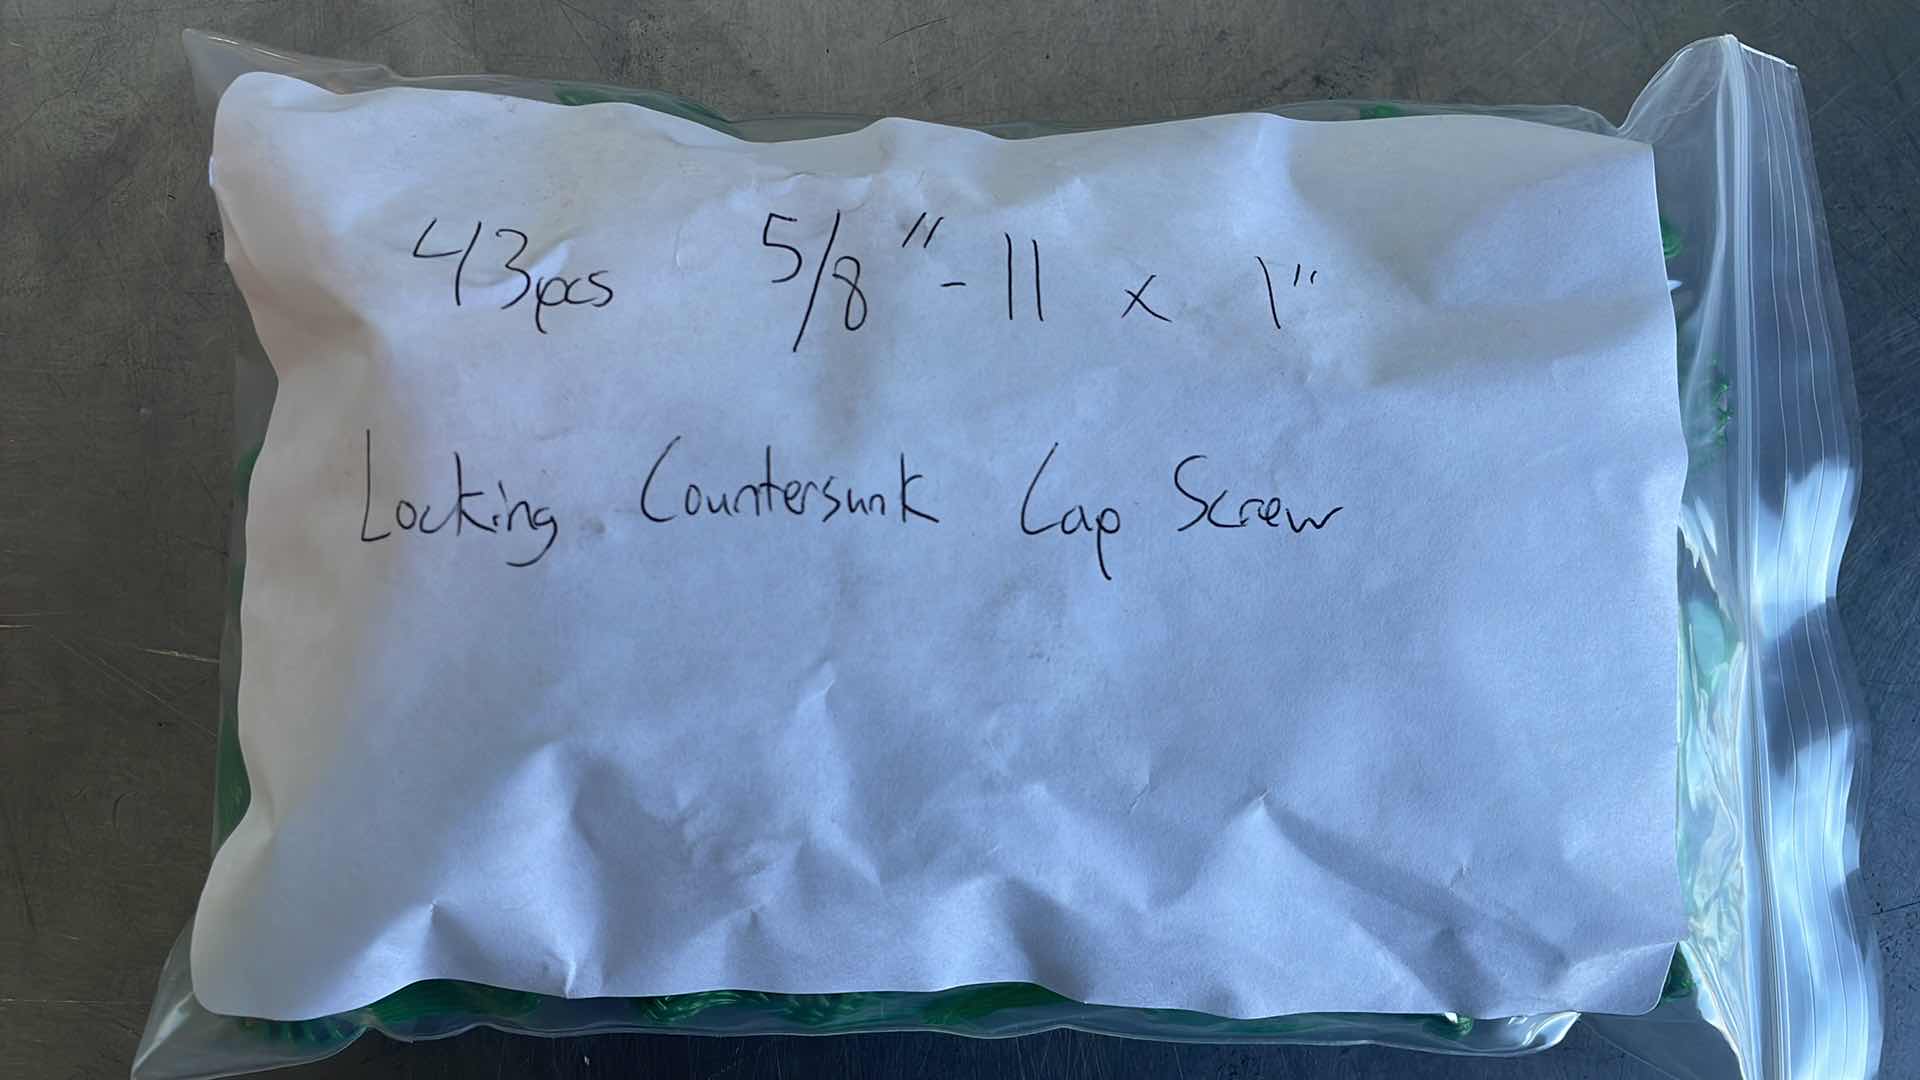 43pcs 5/8" - 11 x 1"
Locking Countersunk Cap Screw